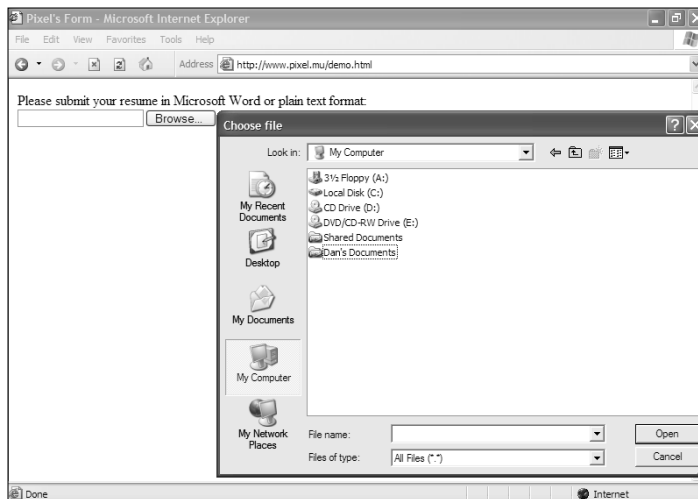 Pixel's Form - Microsoft Internet Explorer
File Edit View Favorites Tools Help
Address http://www.pixel.mu/demo.html
Please submit your resume in Microsoft Word or plain text format:
Browse...
Choose file
Look in: My Computer
My Recent Documents
Desktop
My Documents
My Computer
My Network Places
3½ Floppy (A:)
Local Disk (C:)
CD Drive (D:)
DVD/CD-RW Drive (E:)
Shared Documents
Dan's Documents
File name:
Open
Files of type: All Files (*.*)
Cancel
Done
Internet